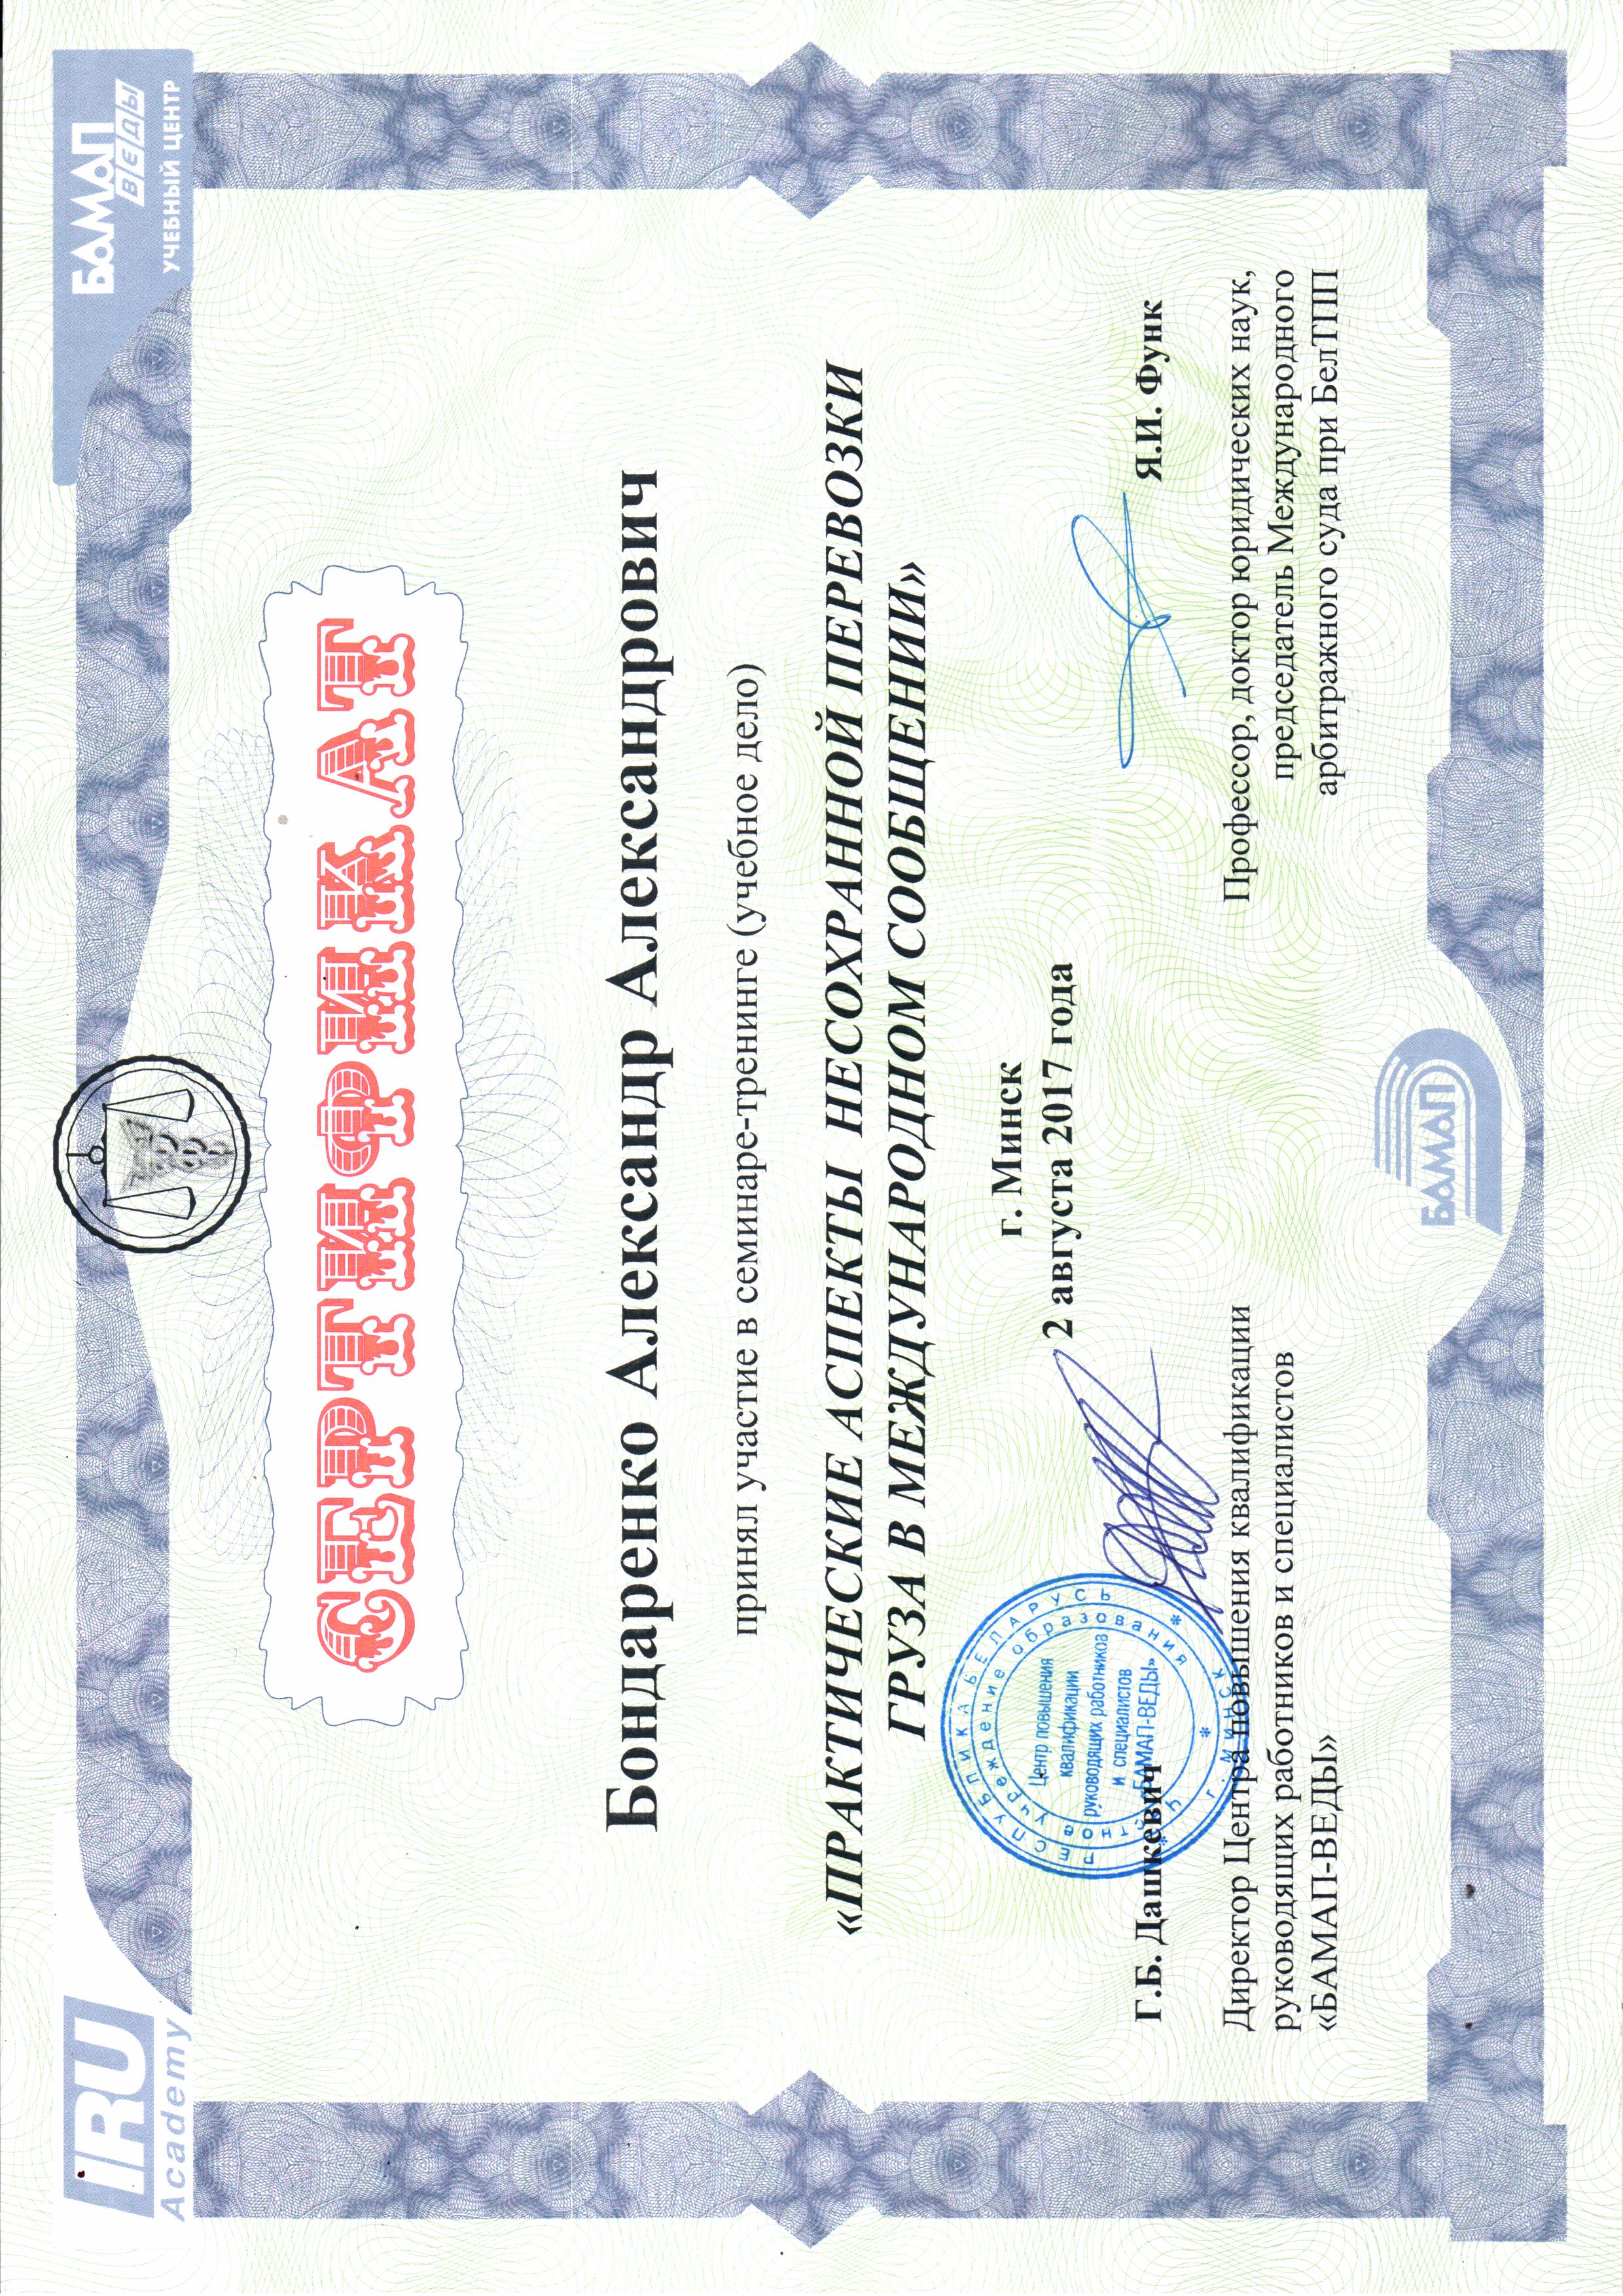 IRU
Academy
БАМАП
ВЕДЫ
УЧЕБНЫЙ ЦЕНТР
СЕРТИФИКАТ
Бондаренко Александр Александрович
принял участие в семинаре-тренинге (учебное дело)
«ПРАКТИЧЕСКИЕ АСПЕКТЫ НЕСОХРАННОЙ ПЕРЕВОЗКИ
ГРУЗА В МЕЖДУНАРОДНОМ СООБЩЕНИИ»
г. Минск
2 августа 2017 года
РЕСПУБЛИКА БЕЛАРУСЬ
Частное учреждение образования
Центр повышения
квалификации
руководящих работников
и специалистов
«БАМАП-ВЕДЫ»
г. МИНСК
Г.Б. Дашкевич
Директор Центра повышения квалификации
руководящих работников и специалистов
«БАМАП-ВЕДЫ»
Я.И. Функ
Профессор, доктор юридических наук,
председатель Международного
арбитражного суда при БелТПП
БАМАП